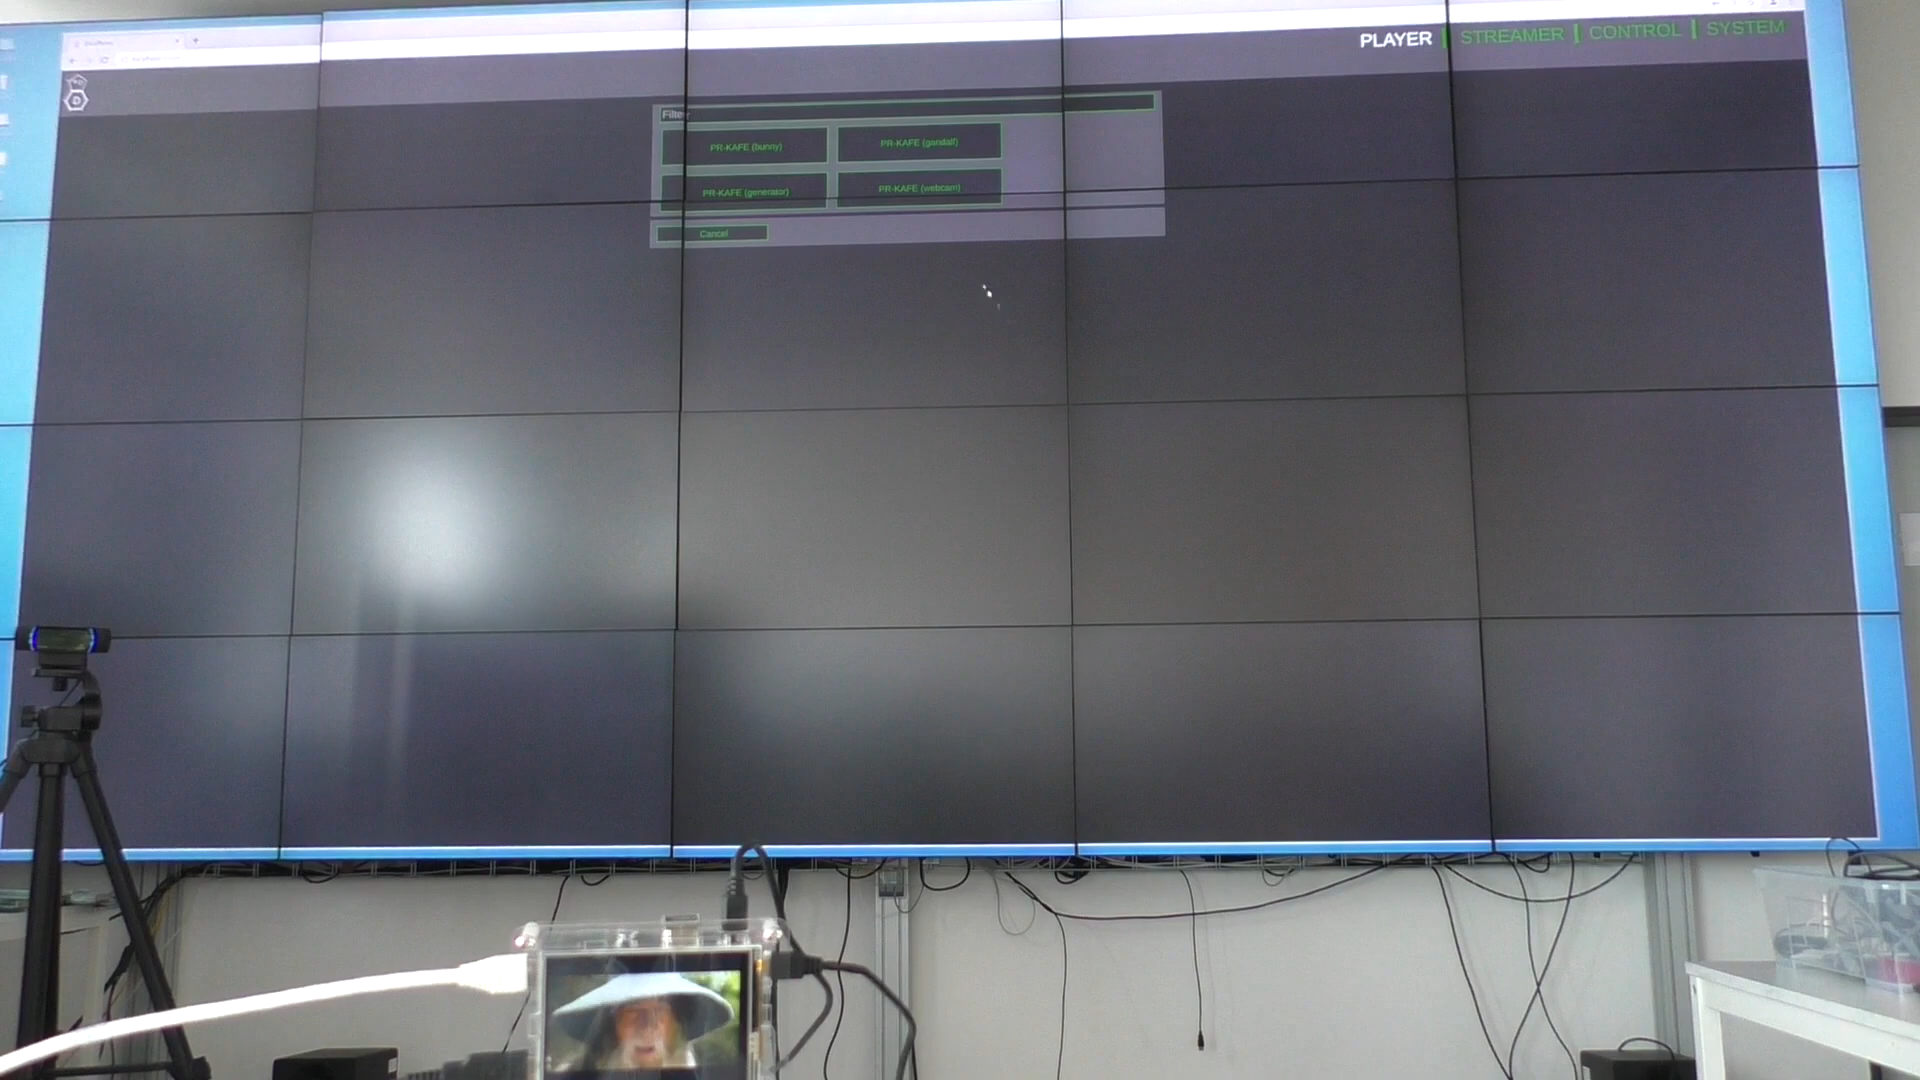 PLAYER STREAMER CONTROL SYSTEM
D
Filter
PR-KAFE (bunny) PR-KAFE (gandalf)
PR-KAFE (generator) PR-KAFE (webcam)
Cancel